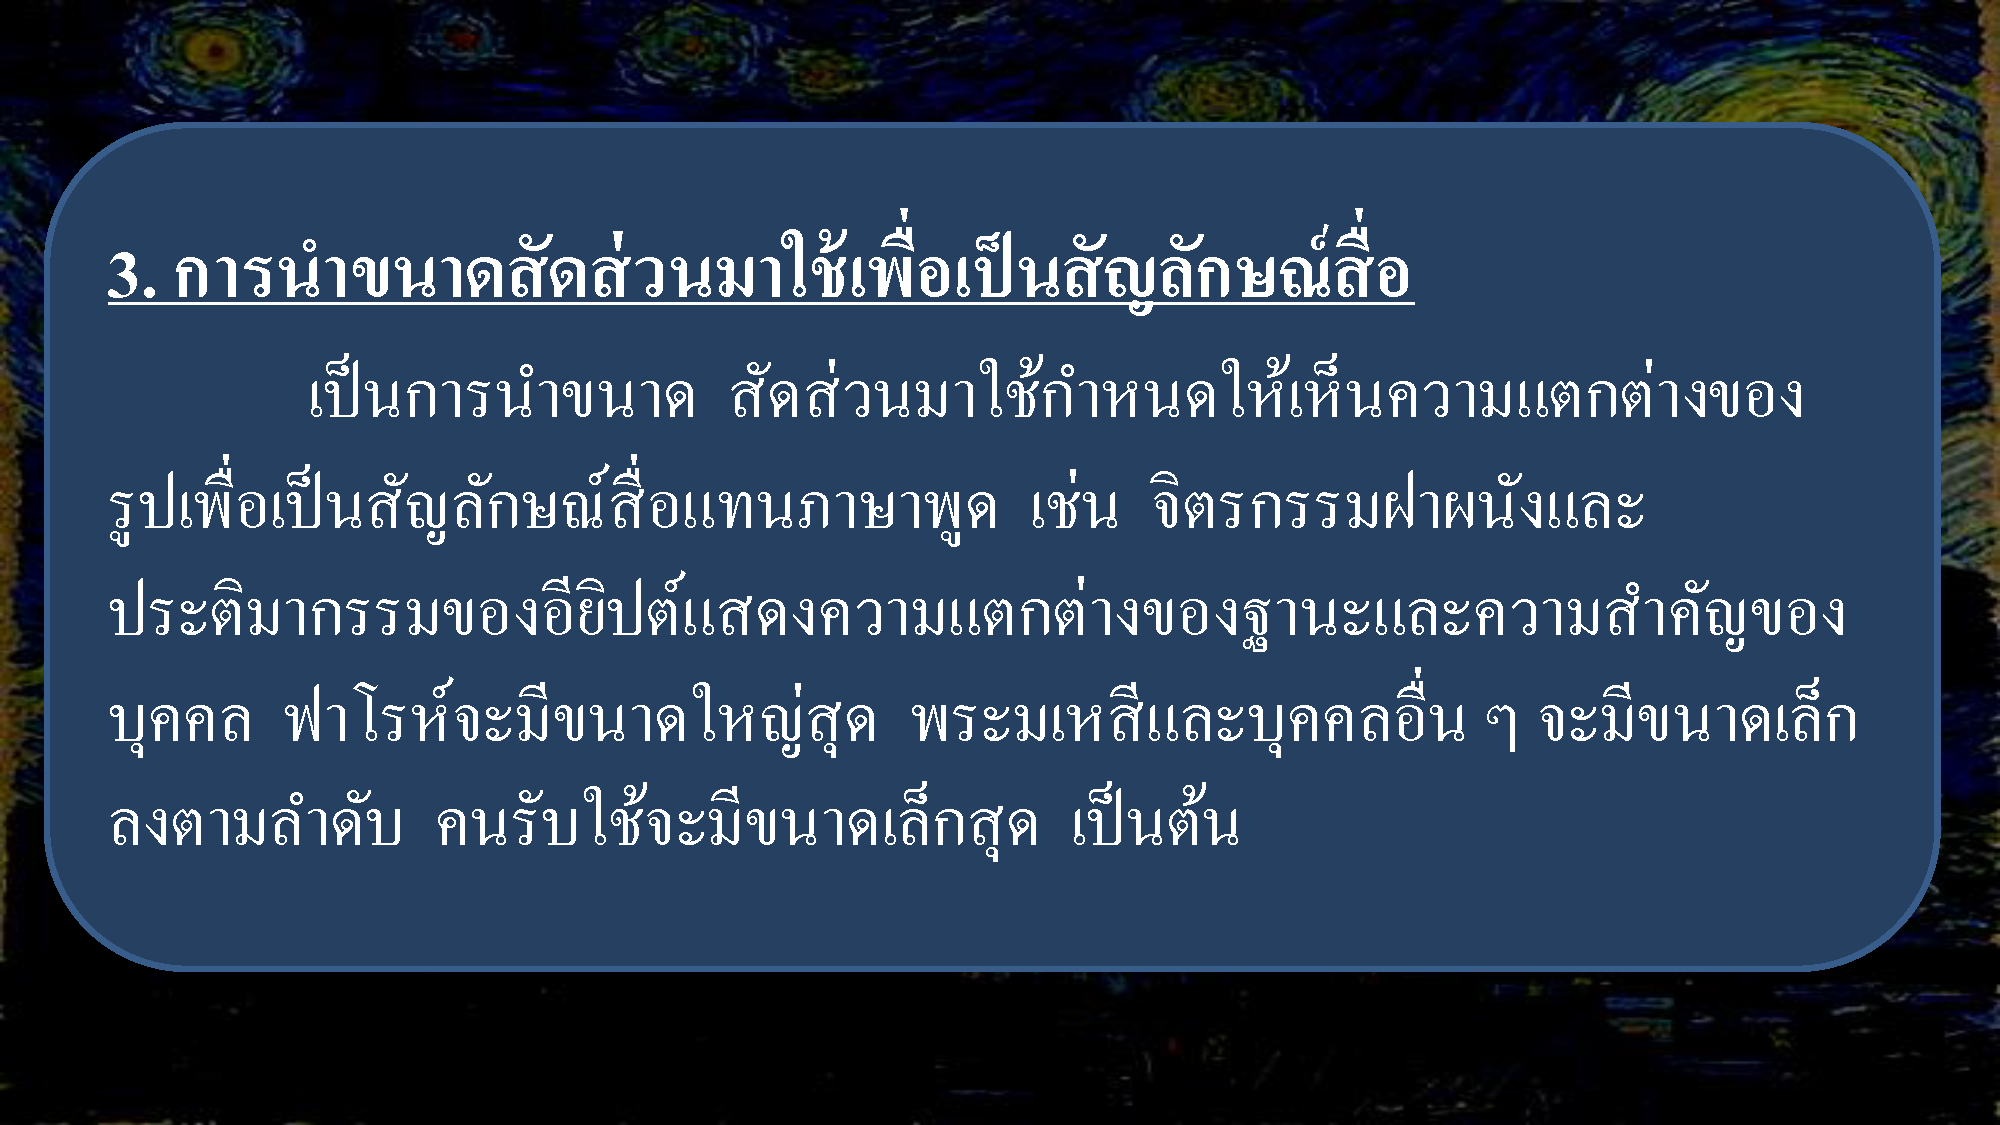 3. การนำขนาดสัดส่วนมาใช้เพื่อเป็นสัญลักษณ์สื่อ
เป็นการนำขนาด สัดส่วนมาใช้กำหนดให้เห็นความแตกต่างของ
รูปเพื่อเป็นสัญลักษณ์สื่อแทนภาษาพูด เช่น จิตรกรรมฝาผนังและ
ประติมากรรมของอียิปต์แสดงความแตกต่างของฐานะและความสำคัญของ
บุคคล ฟาโรห์จะมีขนาดใหญ่สุด พระมเหสีและบุคคลอื่น ๆ จะมีขนาดเล็ก
ลงตามลำดับ คนรับใช้จะมีขนาดเล็กสุด เป็นต้น